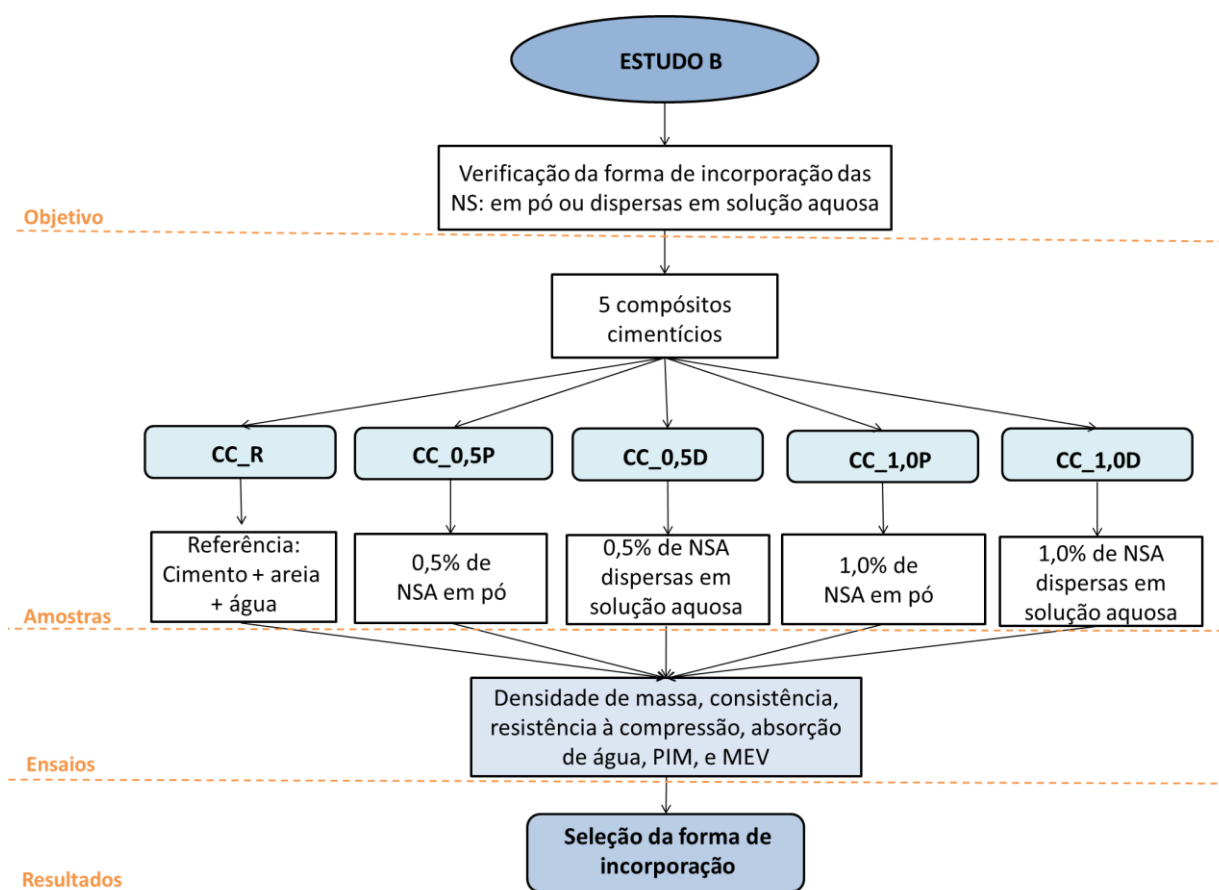 ESTUDO B
Verificação da forma de incorporação das
NS: em pó ou dispersas em solução aquosa
Objetivo
5 compósitos
cimentícios
CC_R
CC_0,5P
CC_0,5D
CC_1,0P
CC_1,0D
Referência:
Cimento + areia
+ água
0,5% de
NSA em pó
0,5% de NSA
dispersas em
solução aquosa
1,0% de
NSA em pó
1,0% de NSA
dispersas em
solução aquosa
Amostras
Densidade de massa, consistência,
resistência à compressão, absorção
de água, PIM, e MEV
Ensaios
Seleção da forma de
incorporação
Resultados